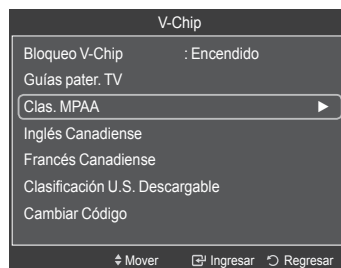 V-Chip
Bloqueo V-Chip : Encendido
Guías pater. TV
Clas. MPAA
Inglés Canadiense
Francés Canadiense
Clasificación U.S. Descargable
Cambiar Código
Mover Ingresar Regresar